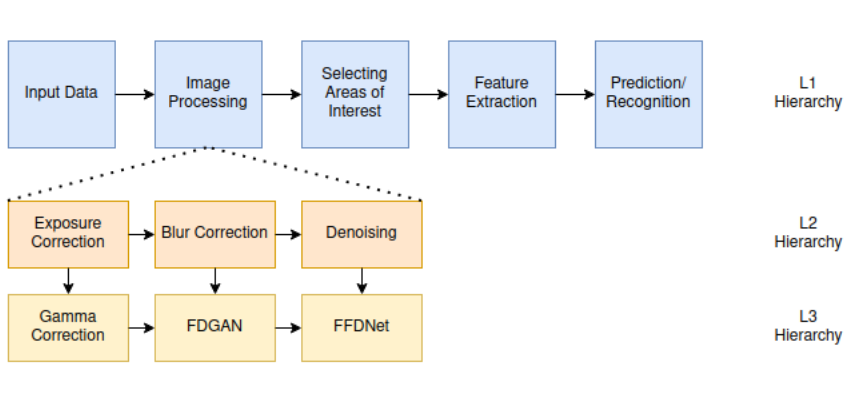 Input Data
Image
Processing
Selecting
Areas of
Interest
Feature
Extraction
Prediction/
Recognition
L1
Hierarchy
Exposure
Correction
Blur Correction
Denoising
L2
Hierarchy
Gamma
Correction
FDGAN
FFDNet
L3
Hierarchy